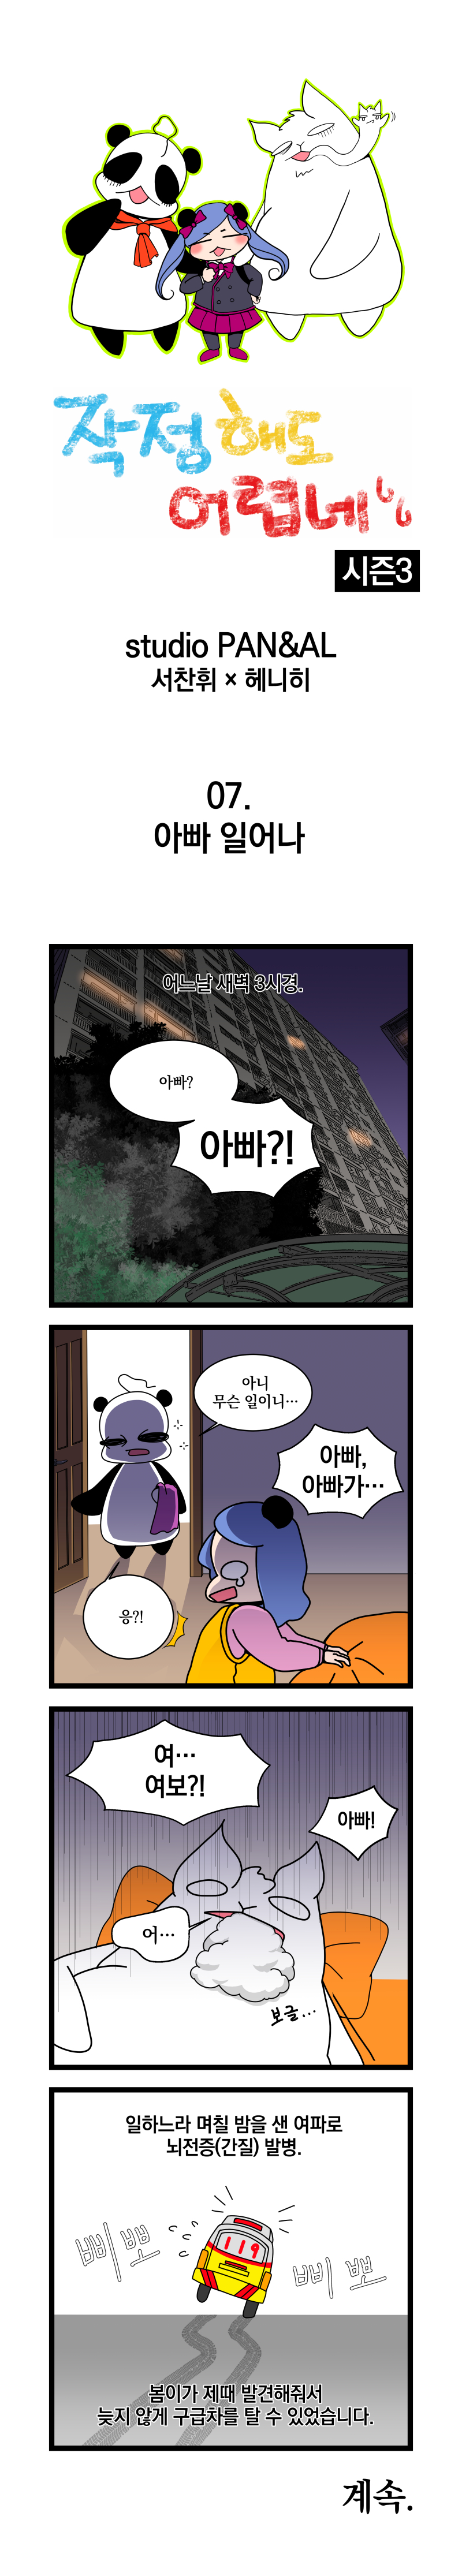 작정해도
어렵네
시즌3
studio PAN&AL
서찬휘 × 헤니히
07.
아빠 일어나
어느날 새벽 3시경.
아빠?
아빠?!
아니
무슨 일이니…
아빠,
아빠가…
응?!
여…
여보?!
아빠!
어…
보글…
일하느라 며칠 밤을 샌 여파로
뇌전증(간질) 발병.
119
삐뽀
삐뽀
봄이가 제때 발견해줘서
늦지 않게 구급차를 탈 수 있었습니다.
계속.